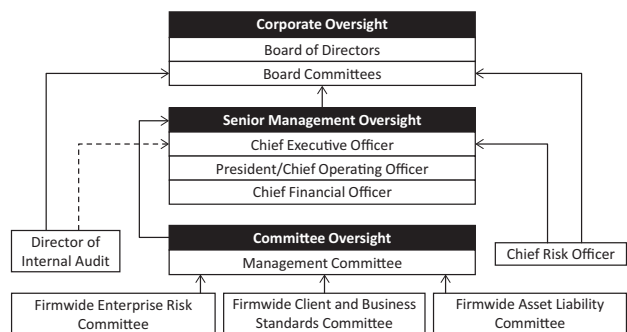 Corporate Oversight
Board of Directors
Board Committees
Senior Management Oversight
Chief Executive Officer
President/Chief Operating Officer
Chief Financial Officer
Director of
Internal Audit
Committee Oversight
Management Committee
Chief Risk Officer
Firmwide Enterprise Risk
Committee
Firmwide Client and Business
Standards Committee
Firmwide Asset Liability
Committee